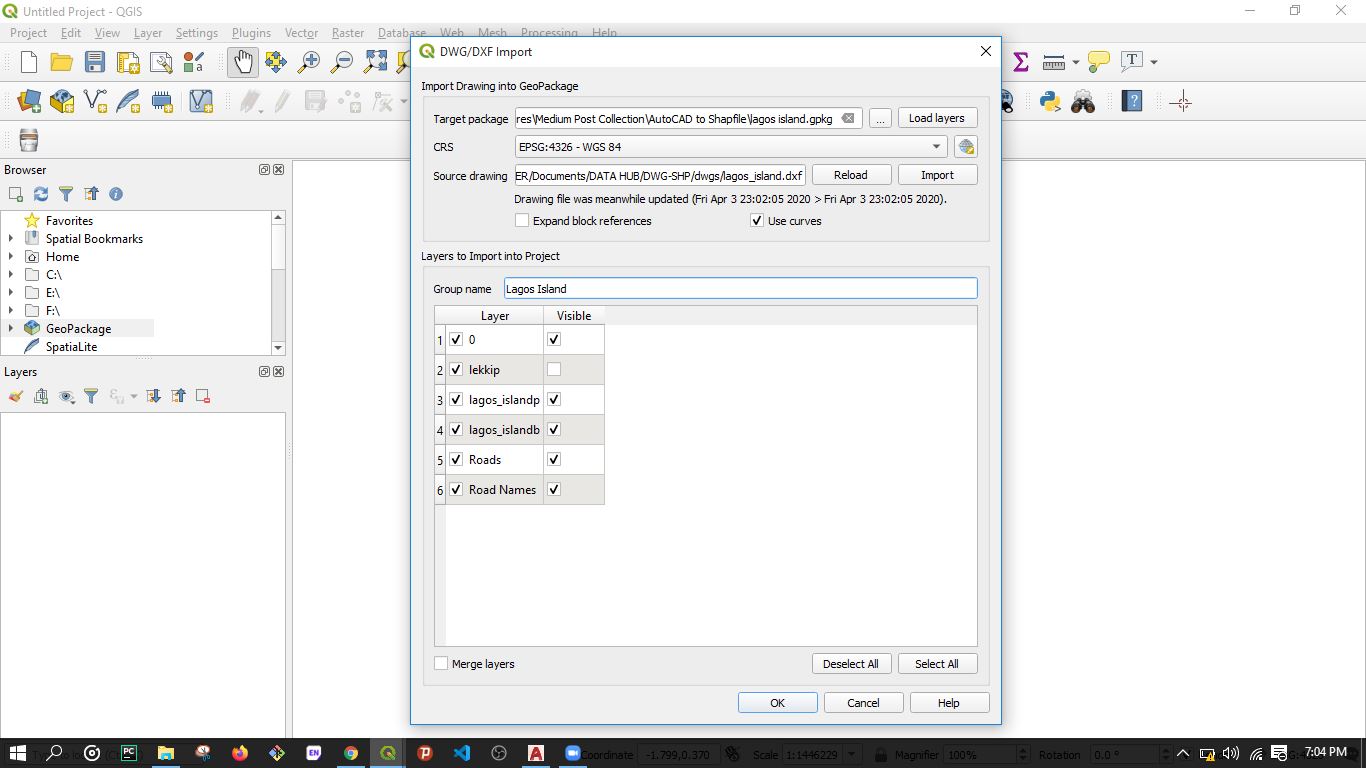 Untitled Project - QGIS
Project Edit View Layer Settings Plugins Vector Raster Database Web Mesh Processing Help
DWG/DXF Import
Import Drawing into GeoPackage
Target package res\Medium Post Collection\AutoCAD to Shapfile\lagos island.gpkg ... Load layers
CRS EPSG:4326 - WGS 84
Source drawing ER/Documents/DATA HUB/DWG-SHP/dwgs/lagos_island.dxf Reload Import
Drawing file was meanwhile updated (Fri Apr 3 23:02:05 2020 > Fri Apr 3 23:02:05 2020).
Expand block references Use curves
Layers to Import into Project
Group name Lagos Island
Layer Visible
1 0
2 lekkip
3 lagos_islandp
4 lagos_islandb
5 Roads
6 Road Names
Merge layers Deselect All Select All
OK Cancel Help
Browser
Favorites
Spatial Bookmarks
Home
C:\
E:\
F:\
GeoPackage
SpatiaLite
Layers
Coordinate -1.799,0.370 Scale 1:1446229 Magnifier 100% Rotation 0.0 ° 7:04 PM